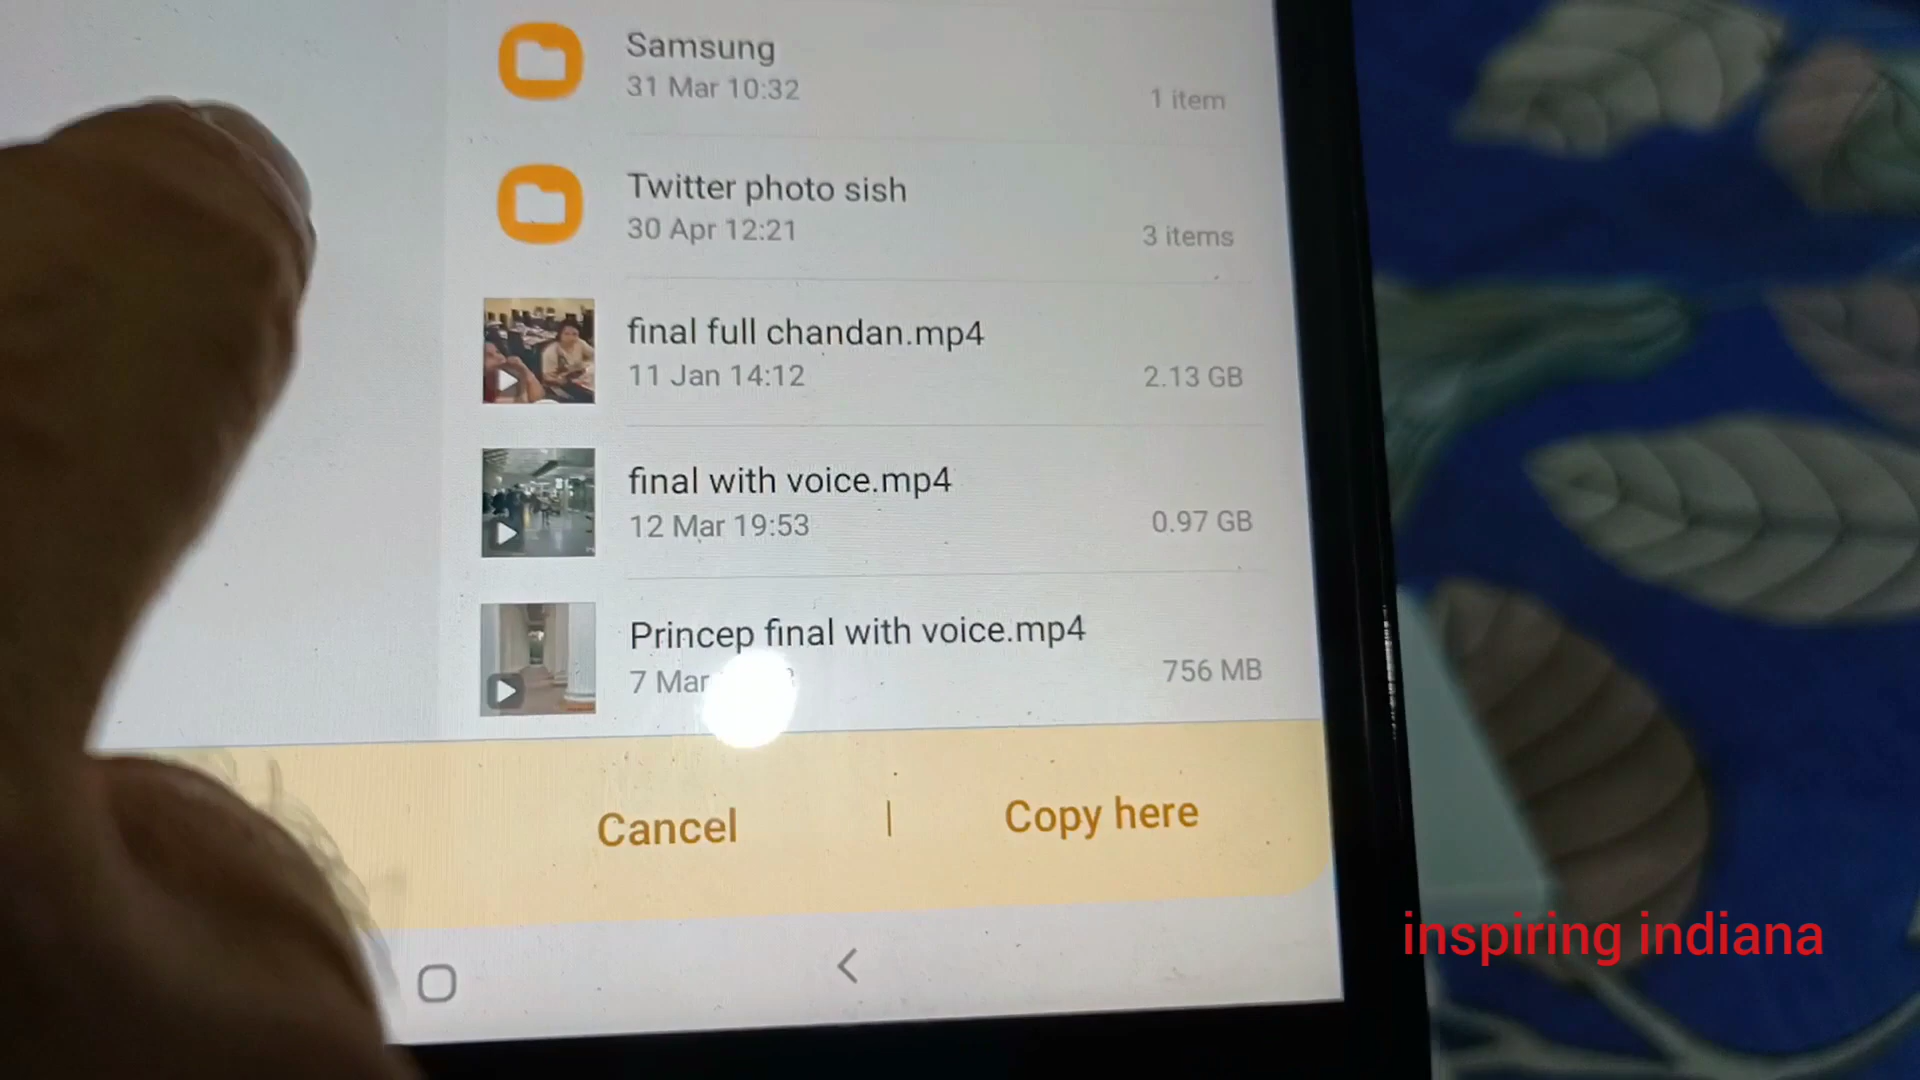 Samsung
31 Mar 10:32
1 item
Twitter photo sish
30 Apr 12:21
3 items
final full chandan.mp4
11 Jan 14:12
2.13 GB
final with voice.mp4
12 Mar 19:53
0.97 GB
Princep final with voice.mp4
7 Mar
756 MB
Cancel | Copy here
inspiring indiana